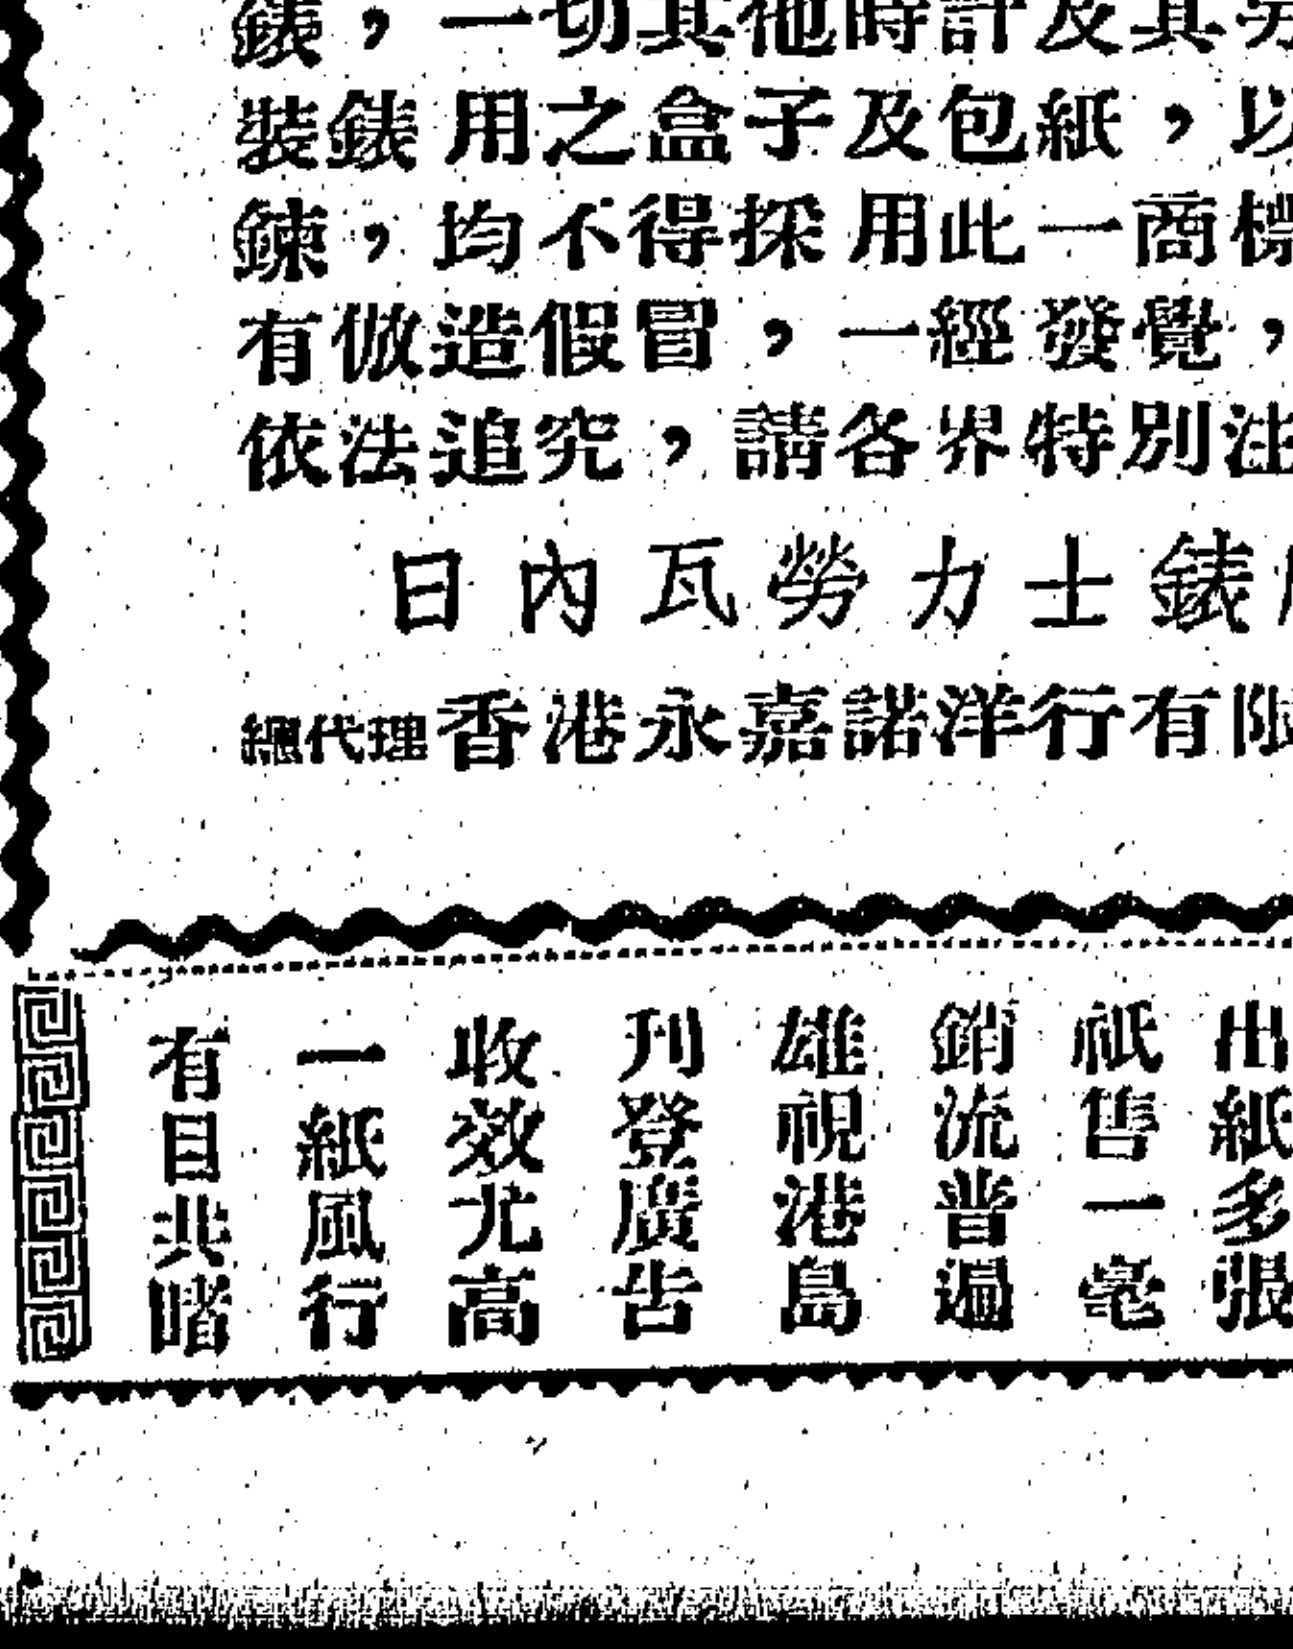 錶，一切其他時計及其
裝錶用之盒子及包紙，以
鍊，均不得採用此一商標
有倣造假冒，一經發覺，
依法追究，請各界特別注
日內瓦勞力士錶
總代理香港永嘉諾洋行有限
出紙多張
祇售一毫
銷流普遍
雄視港島
刊登廣告
收效尤高
一紙風行
有目共睹